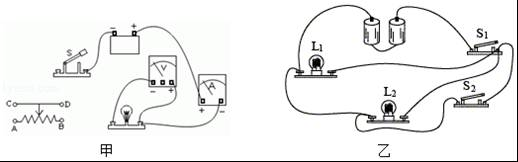 - +
S
V
- +
A
+ -
C D
A B
甲
L1
S1
L2
S2
乙